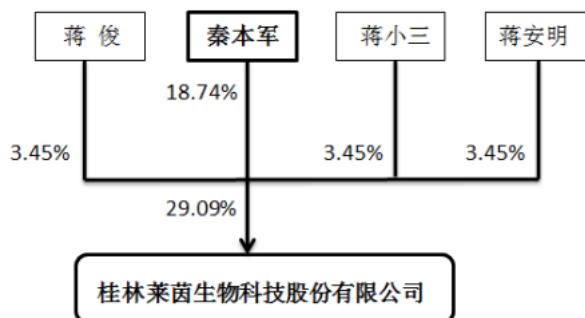 蒋 俊 秦本军 蒋小三 蒋安明
18.74%
3.45% 3.45% 3.45%
29.09%
桂林莱茵生物科技股份有限公司